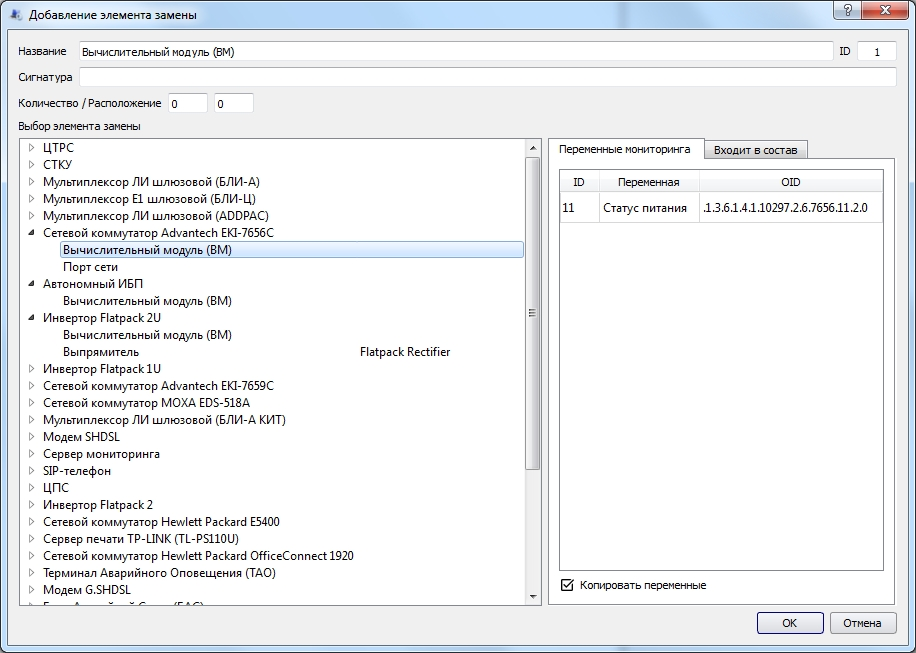 Добавление элемента замены
Название Вычислительный модуль (ВМ) ID 1
Сигнатура
Количество / Расположение 0 0
Выбор элемента замены
ЦТРС
СТКУ
Мультиплексор ЛИ шлюзовой (БЛИ-А)
Мультиплексор Е1 шлюзовой (БЛИ-Ц)
Мультиплексор ЛИ шлюзовой (ADDPAC)
Сетевой коммутатор Advantech EKI-7656C
Вычислительный модуль (ВМ)
Порт сети
Автономный ИБП
Вычислительный модуль (ВМ)
Инвертор Flatpack 2U
Вычислительный модуль (ВМ)
Выпрямитель Flatpack Rectifier
Инвертор Flatpack 1U
Сетевой коммутатор Advantech EKI-7659C
Сетевой коммутатор MOXA EDS-518A
Мультиплексор ЛИ шлюзовой (БЛИ-А КИТ)
Модем SHDSL
Сервер мониторинга
SIP-телефон
ЦПС
Инвертор Flatpack 2
Сетевой коммутатор Hewlett Packard E5400
Сервер печати TP-LINK (TL-PS110U)
Сетевой коммутатор Hewlett Packard OfficeConnect 1920
Терминал Аварийного Оповещения (ТАО)
Модем G.SHDSL
Переменные мониторинга Входит в состав
ID Переменная OID
11 Статус питания .1.3.6.1.4.1.10297.2.6.7656.11.2.0
Копировать переменные
OK Отмена